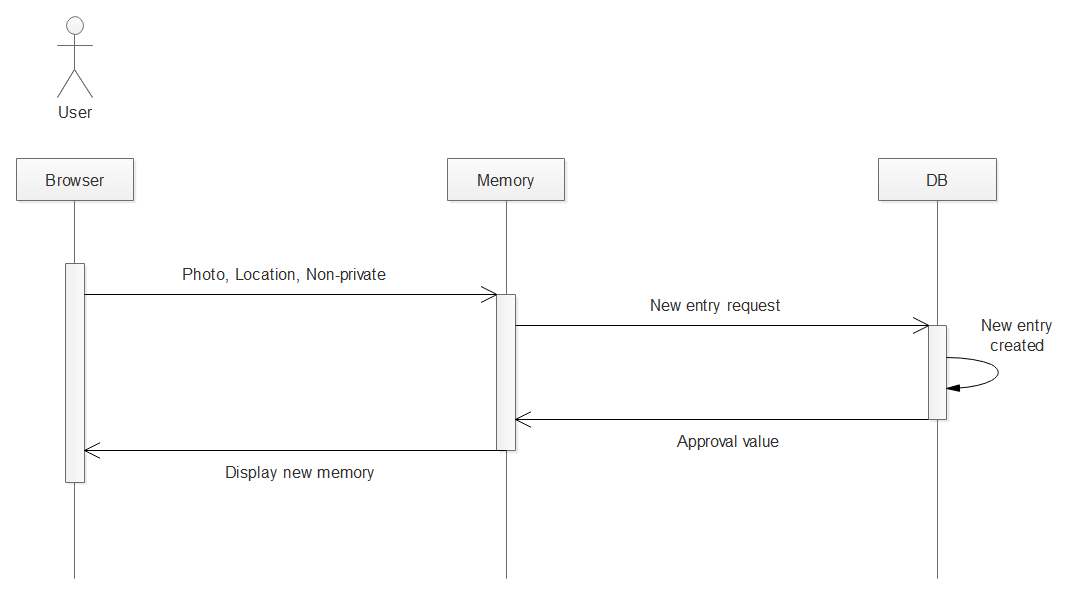 User
Browser
Memory
DB
Photo, Location, Non-private
New entry request
New entry
created
Approval value
Display new memory